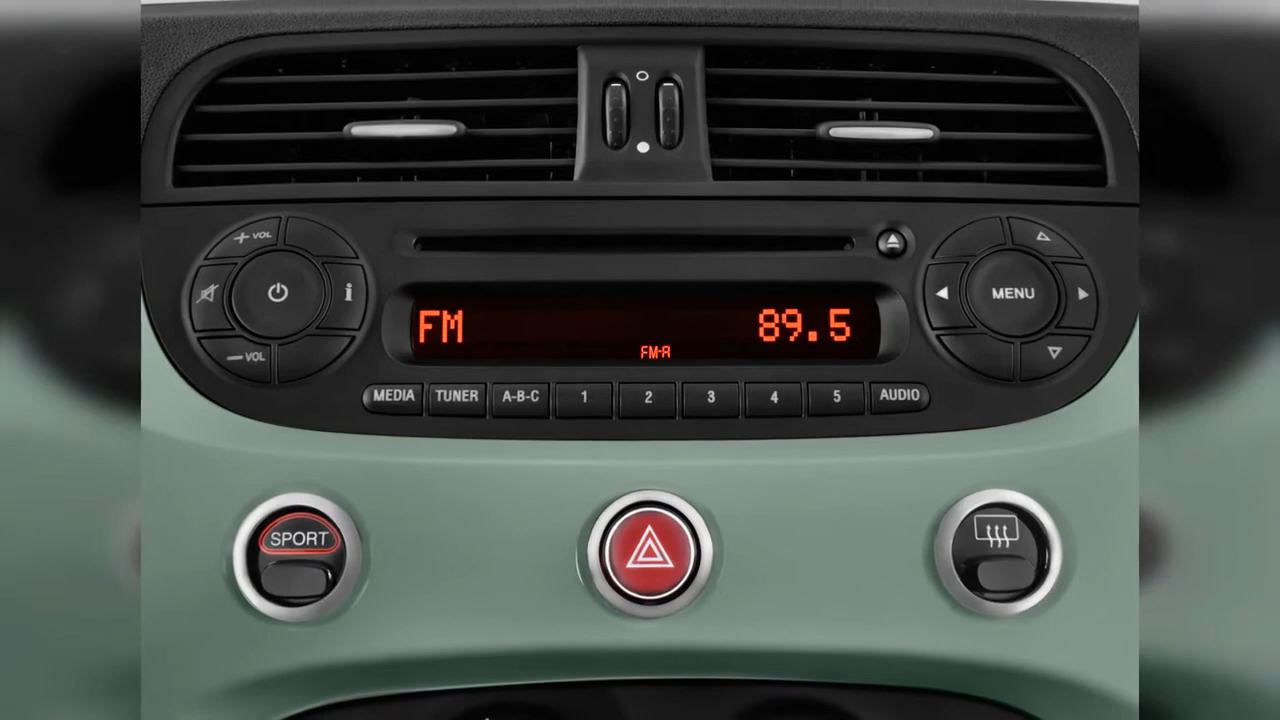 + VOL
i
MENU
FM 89.5
FM-A
– VOL
MEDIA TUNER A-B-C 1 2 3 4 5 AUDIO
SPORT